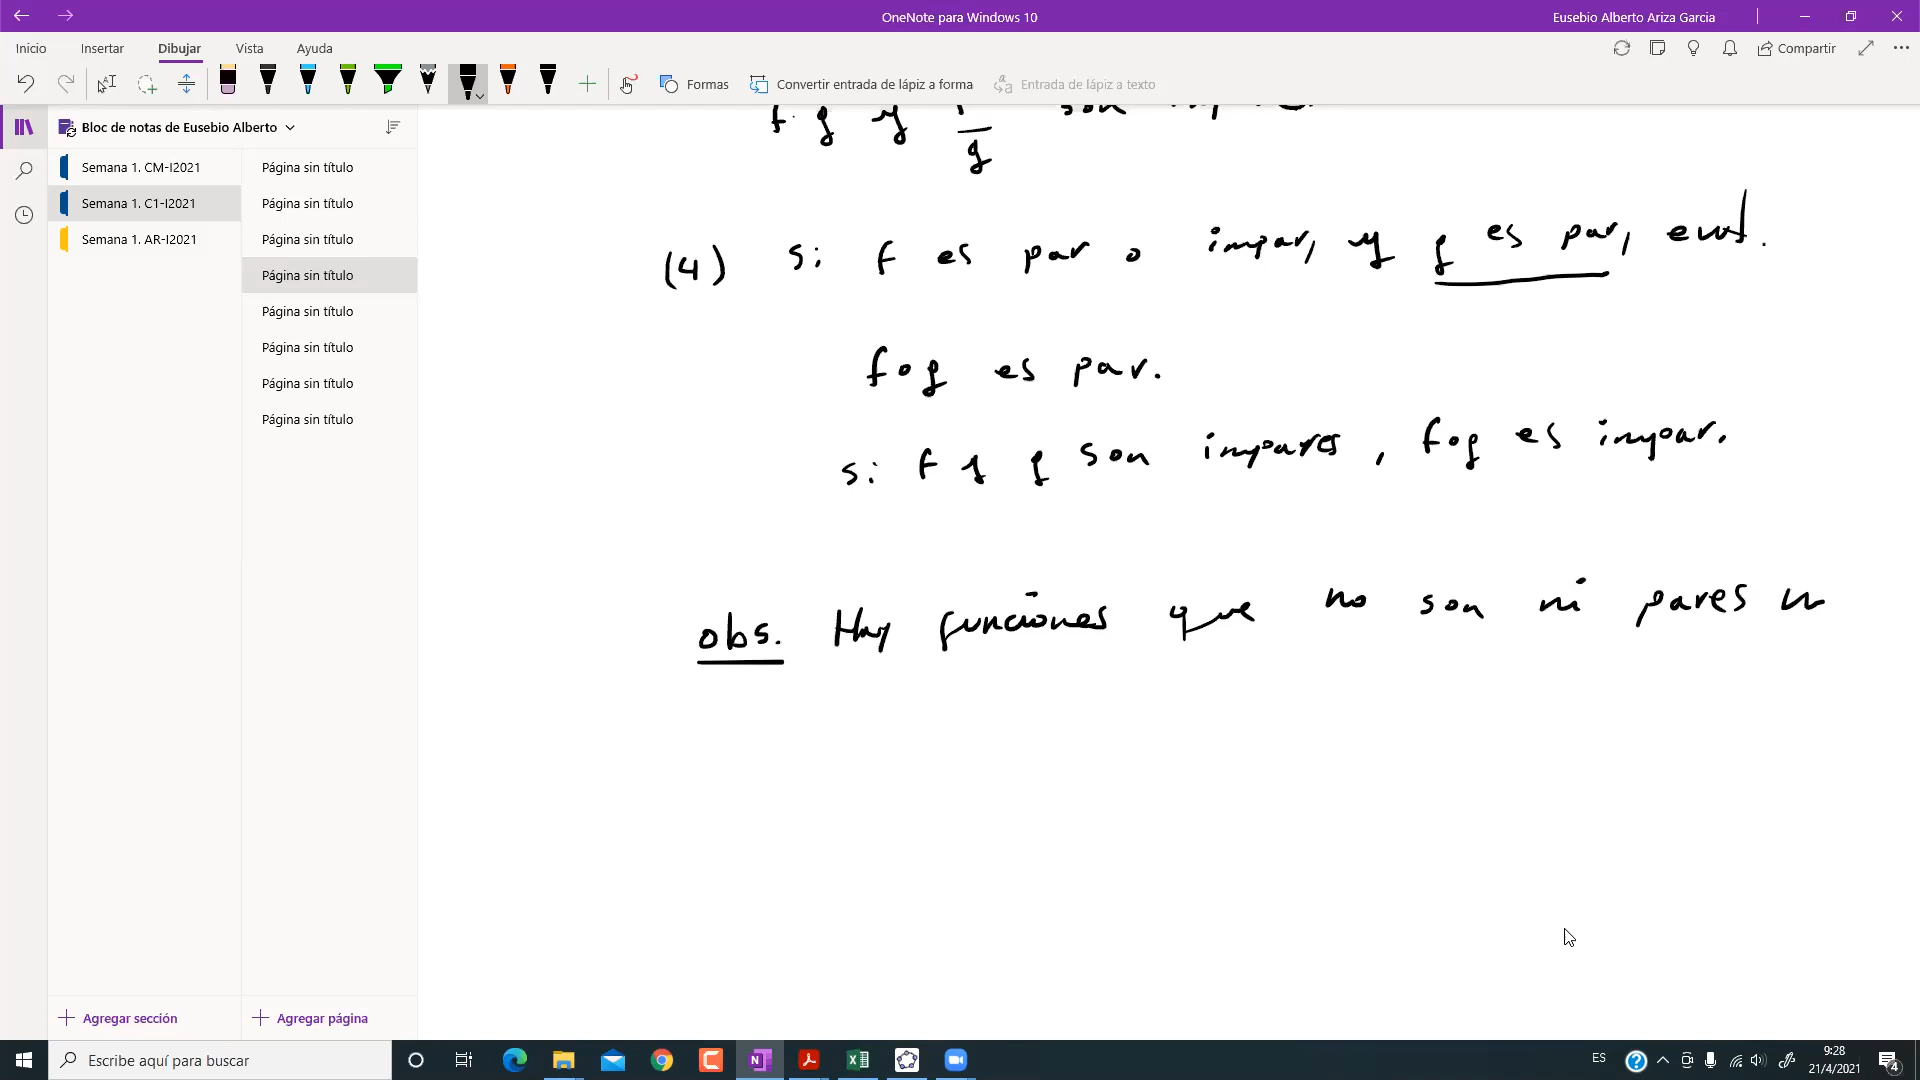 OneNote para Windows 10
Eusebio Alberto Ariza Garcia
Inicio
Insertar
Dibujar
Vista
Ayuda
Compartir
Formas
Convertir entrada de lápiz a forma
Entrada de lápiz a texto
Bloc de notas de Eusebio Alberto
Semana 1. CM-I2021
Semana 1. C1-I2021
Semana 1. AR-I2021
Página sin título
Página sin título
Página sin título
Página sin título
Página sin título
Página sin título
Página sin título
Página sin título
f·g y f/g son
(4) si f es par o impar, y g es par,
fog es par.
si f y g son impares, fog es impar.
obs. Hay funciones que no son ni pares
Agregar sección
Agregar página
Escribe aquí para buscar
ES
9:28
21/4/2021
4